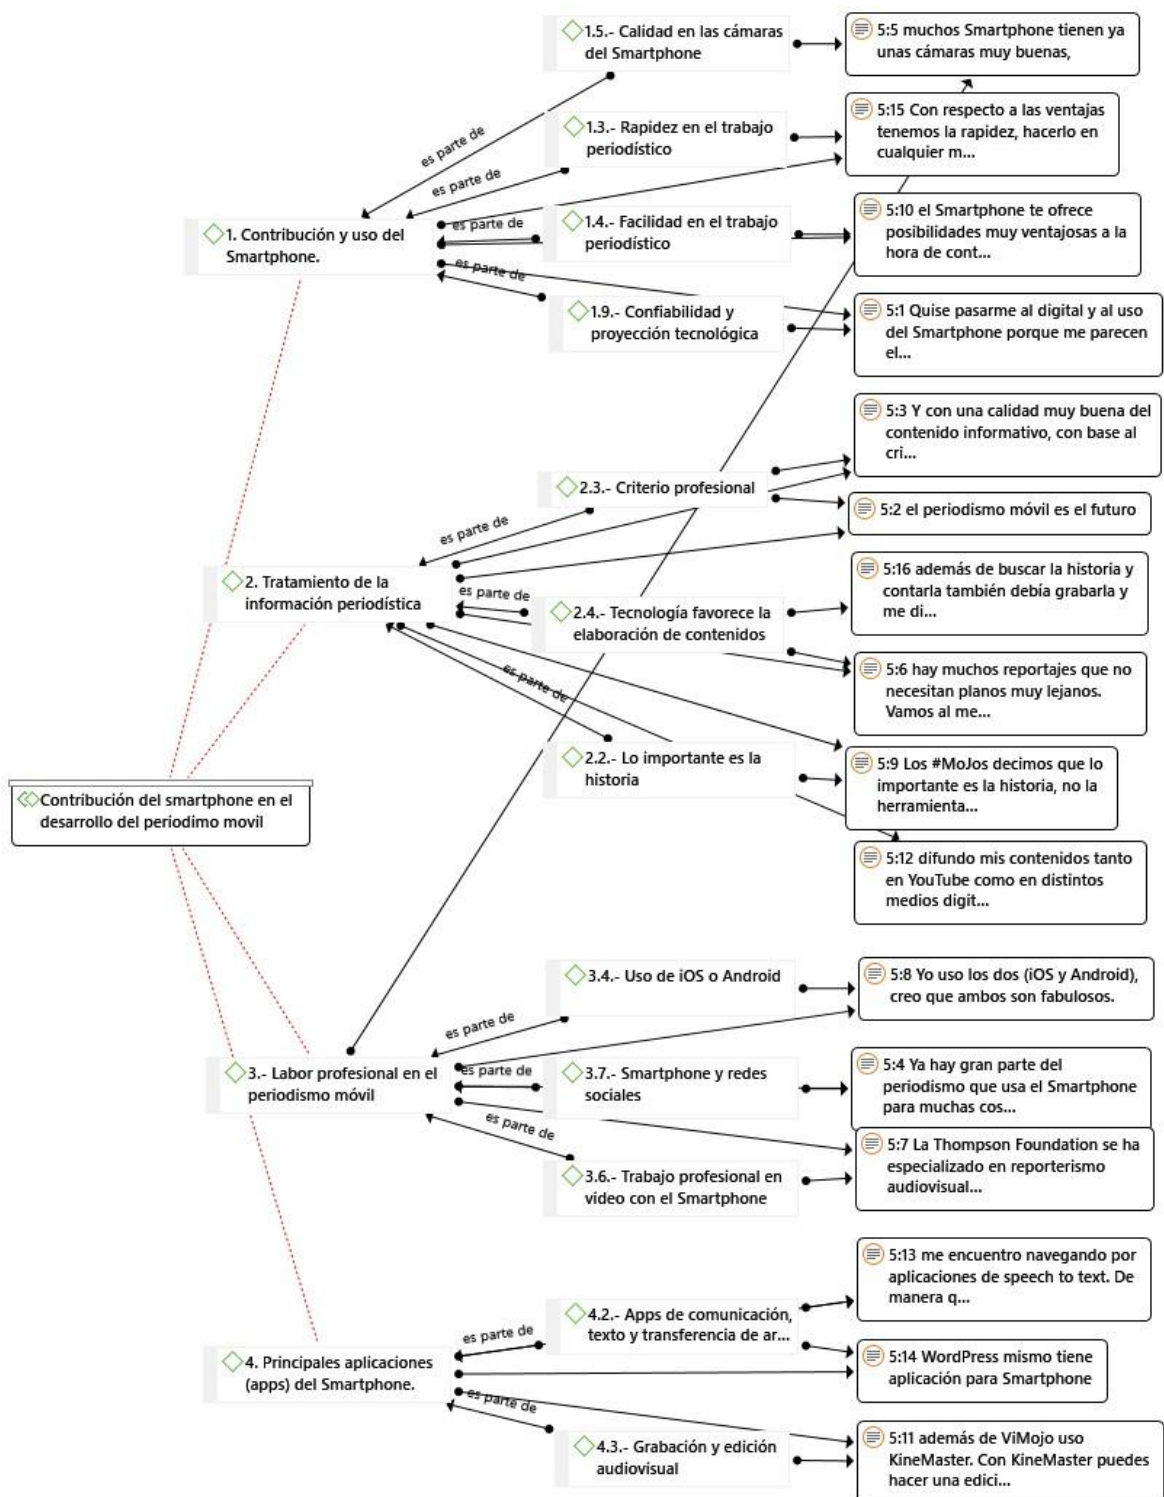 1.5.- Calidad en las cámaras
del Smartphone
5:5 muchos Smartphone tienen ya
unas cámaras muy buenas,
es parte de
1.3.- Rapidez en el trabajo
periodístico
5:15 Con respecto a las ventajas
tenemos la rapidez, hacerlo en
cualquier m...
es parte de
1. Contribución y uso del
Smartphone.
es parte de
1.4.- Facilidad en el trabajo
periodístico
5:10 el Smartphone te ofrece
posibilidades muy ventajosas a la
hora de cont...
es parte de
1.9.- Confiabilidad y
proyección tecnológica
5:1 Quise pasarme al digital y al uso
del Smartphone porque me parecen
el...
5:3 Y con una calidad muy buena del
contenido informativo, con base al
cri...
2.3.- Criterio profesional
5:2 el periodismo móvil es el futuro
es parte de
2. Tratamiento de la
información periodística
es parte de
2.4.- Tecnología favorece la
elaboración de contenidos
5:16 además de buscar la historia y
contarla también debía grabarla y
me di...
5:6 hay muchos reportajes que no
necesitan planos muy lejanos.
Vamos al me...
es parte de
2.2.- Lo importante es la
historia
5:9 Los #MoJos decimos que lo
importante es la historia, no la
herramienta...
Contribución del smartphone en el
desarrollo del periodimo movil
5:12 difundo mis contenidos tanto
en YouTube como en distintos
medios digit...
3.4.- Uso de iOS o Android
5:8 Yo uso los dos (iOS y Android),
creo que ambos son fabulosos.
es parte de
3.- Labor profesional en el
periodismo móvil
es parte de
3.7.- Smartphone y redes
sociales
5:4 Ya hay gran parte del
periodismo que usa el Smartphone
para muchas cos...
es parte de
3.6.- Trabajo profesional en
video con el Smartphone
5:7 La Thompson Foundation se ha
especializado en reporterismo
audiovisual...
5:13 me encuentro navegando por
aplicaciones de speech to text. De
manera q...
4.2.- Apps de comunicación,
texto y transferencia de ar...
es parte de
4. Principales aplicaciones
(apps) del Smartphone.
5:14 WordPress mismo tiene
aplicación para Smartphone
es parte de
4.3.- Grabación y edición
audiovisual
5:11 además de ViMojo uso
KineMaster. Con KineMaster puedes
hacer una edici...